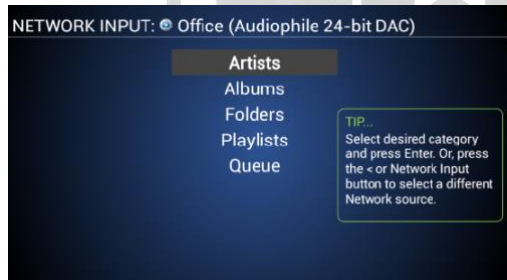 NETWORK INPUT: Office (Audiophile 24-bit DAC)
Artists
Albums
Folders
Playlists
Queue
TIP...
Select desired category
and press Enter. Or, press
the < or Network Input
button to select a different
Network source.